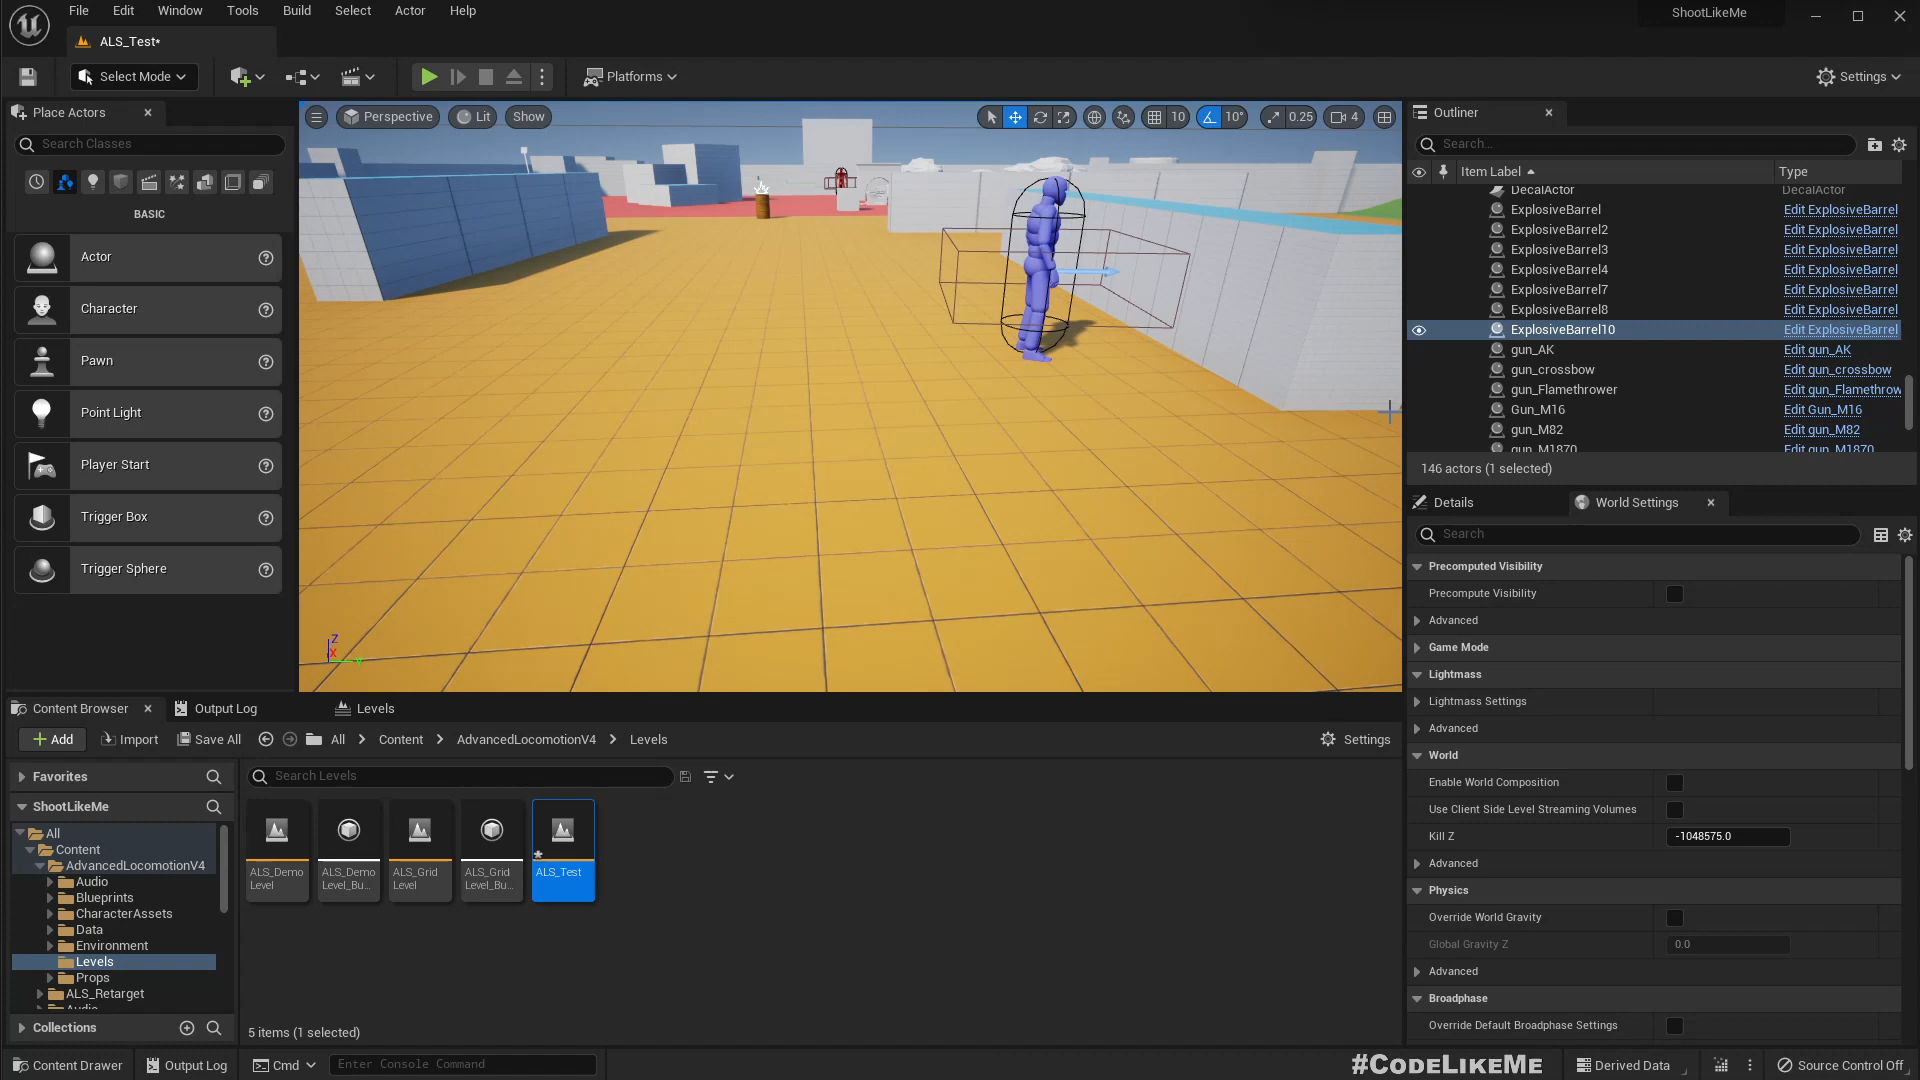 File Edit Window Tools Build Select Actor Help
ShootLikeMe
ALS_Test*
Select Mode
Platforms
Settings
Place Actors
Search Classes
BASIC
Actor
Character
Pawn
Point Light
Player Start
Trigger Box
Trigger Sphere
Perspective Lit Show
10 10° 0.25 4
Outliner
Search...
Item Label Type
DecalActor DecalActor
ExplosiveBarrel Edit ExplosiveBarrel
ExplosiveBarrel2 Edit ExplosiveBarrel
ExplosiveBarrel3 Edit ExplosiveBarrel
ExplosiveBarrel4 Edit ExplosiveBarrel
ExplosiveBarrel7 Edit ExplosiveBarrel
ExplosiveBarrel8 Edit ExplosiveBarrel
ExplosiveBarrel10 Edit ExplosiveBarrel
gun_AK Edit gun_AK
gun_crossbow Edit gun_crossbow
gun_Flamethrower Edit gun_Flamethrow
Gun_M16 Edit Gun_M16
gun_M82 Edit gun_M82
gun_M1870 Edit gun_M1870
146 actors (1 selected)
Details World Settings
Search
Precomputed Visibility
Precompute Visibility
Advanced
Game Mode
Lightmass
Lightmass Settings
Advanced
World
Enable World Composition
Use Client Side Level Streaming Volumes
Kill Z -1048575.0
Advanced
Physics
Override World Gravity
Global Gravity Z 0.0
Advanced
Broadphase
Override Default Broadphase Settings
Z
X
Y
Content Browser Output Log Levels
Add Import Save All All Content AdvancedLocomotionV4 Levels Settings
Favorites
ShootLikeMe
All
Content
AdvancedLocomotionV4
Audio
Blueprints
CharacterAssets
Data
Environment
Levels
Props
ALS_Retarget
Audio
Collections
Search Levels
ALS_Demo
Level
ALS_Demo
Level_Bu...
ALS_Grid
Level
ALS_Grid
Level_Bu...
ALS_Test
5 items (1 selected)
Content Drawer Output Log Cmd Enter Console Command
#CODELIKEME
Derived Data Source Control Off